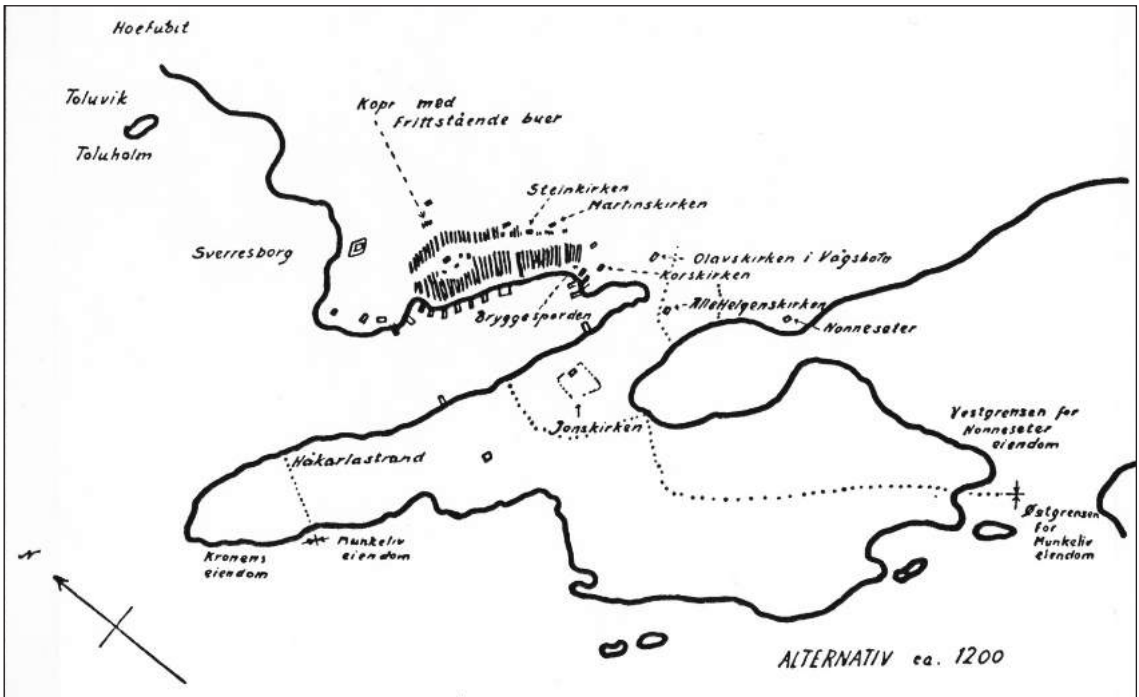 Hoefubit
Toluvik
Toluholm
Kopr med
Frittstående buer
Steinkirken
Martinskirken
Sverresborg
Olavskirken i Vågsbotn
Korskirken
Allehelgenskirken
Bryggesporden
Nonneseter
Jonskirken
Vestgrensen for
Nonneseter
eiendom
Håkarlastrand
Østgrensen
for
Munkeliv
eiendom
Kronens
eiendom
Munkeliv
eiendom
N
ALTERNATIV ca. 1200